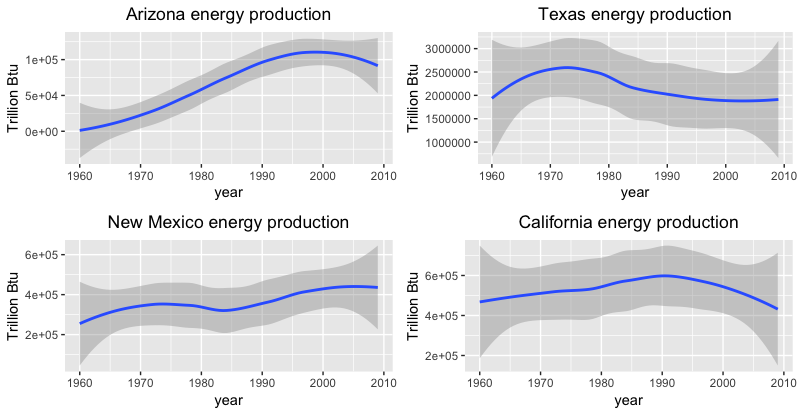 Arizona energy production
Trillion Btu
1e+05
5e+04
0e+00
1960 1970 1980 1990 2000 2010
year
Texas energy production
Trillion Btu
3000000
2500000
2000000
1500000
1000000
1960 1970 1980 1990 2000 2010
year
New Mexico energy production
Trillion Btu
6e+05
4e+05
2e+05
1960 1970 1980 1990 2000 2010
year
California energy production
Trillion Btu
6e+05
4e+05
2e+05
1960 1970 1980 1990 2000 2010
year